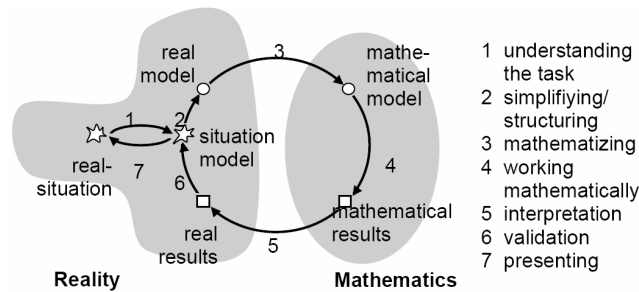 real
model
3
mathe-
matical
model
1
2
situation
model
real-
situation
7
6
4
real
results
5
mathematical
results
Reality
Mathematics
1 understanding
the task
2 simplifiying/
structuring
3 mathematizing
4 working
mathematically
5 interpretation
6 validation
7 presenting